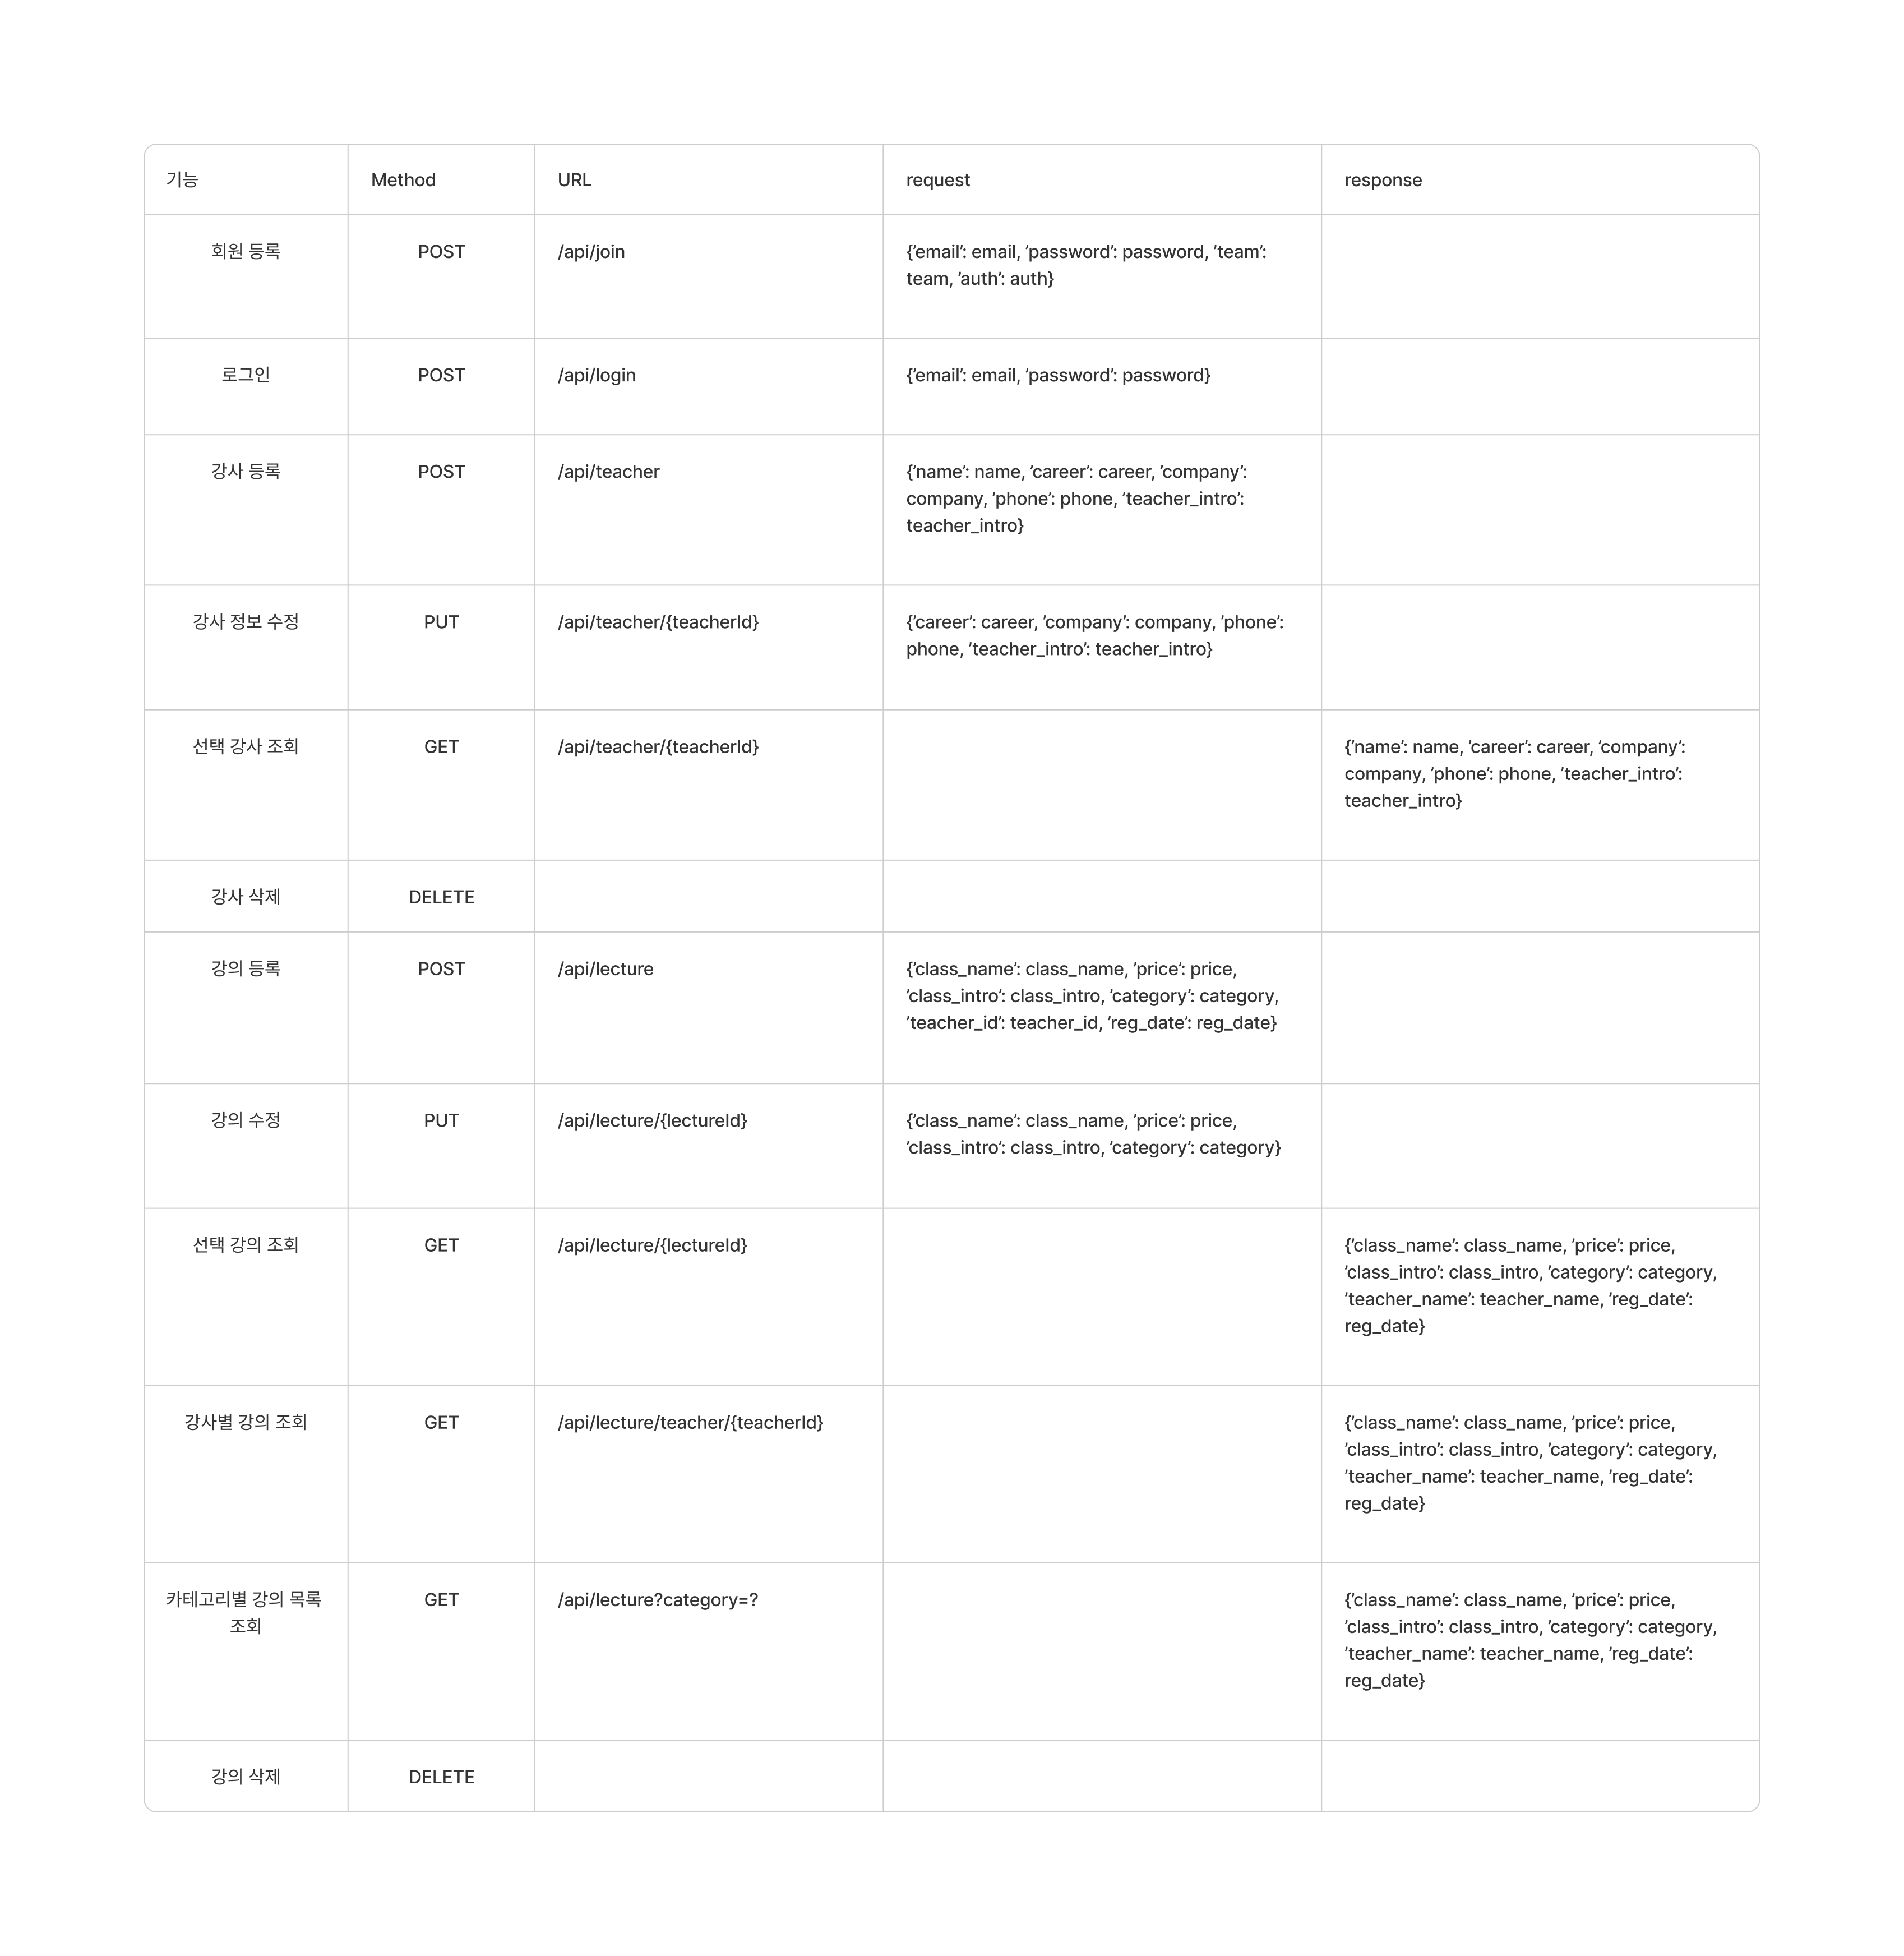 기능 Method URL request response
회원 등록 POST /api/join {’email’: email, ’password’: password, ’team’:
team, ’auth’: auth}
로그인 POST /api/login {’email’: email, ’password’: password}
강사 등록 POST /api/teacher {’name’: name, ’career’: career, ’company’:
company, ’phone’: phone, ’teacher_intro’:
teacher_intro}
강사 정보 수정 PUT /api/teacher/{teacherId} {’career’: career, ’company’: company, ’phone’:
phone, ’teacher_intro’: teacher_intro}
선택 강사 조회 GET /api/teacher/{teacherId} {’name’: name, ’career’: career, ’company’:
company, ’phone’: phone, ’teacher_intro’:
teacher_intro}
강사 삭제 DELETE
강의 등록 POST /api/lecture {’class_name’: class_name, ’price’: price,
’class_intro’: class_intro, ’category’: category,
’teacher_id’: teacher_id, ’reg_date’: reg_date}
강의 수정 PUT /api/lecture/{lectureId} {’class_name’: class_name, ’price’: price,
’class_intro’: class_intro, ’category’: category}
선택 강의 조회 GET /api/lecture/{lectureId} {’class_name’: class_name, ’price’: price,
’class_intro’: class_intro, ’category’: category,
’teacher_name’: teacher_name, ’reg_date’:
reg_date}
강사별 강의 조회 GET /api/lecture/teacher/{teacherId} {’class_name’: class_name, ’price’: price,
’class_intro’: class_intro, ’category’: category,
’teacher_name’: teacher_name, ’reg_date’:
reg_date}
카테고리별 강의 목록 GET /api/lecture?category=? {’class_name’: class_name, ’price’: price,
조회 ’class_intro’: class_intro, ’category’: category,
’teacher_name’: teacher_name, ’reg_date’:
reg_date}
강의 삭제 DELETE